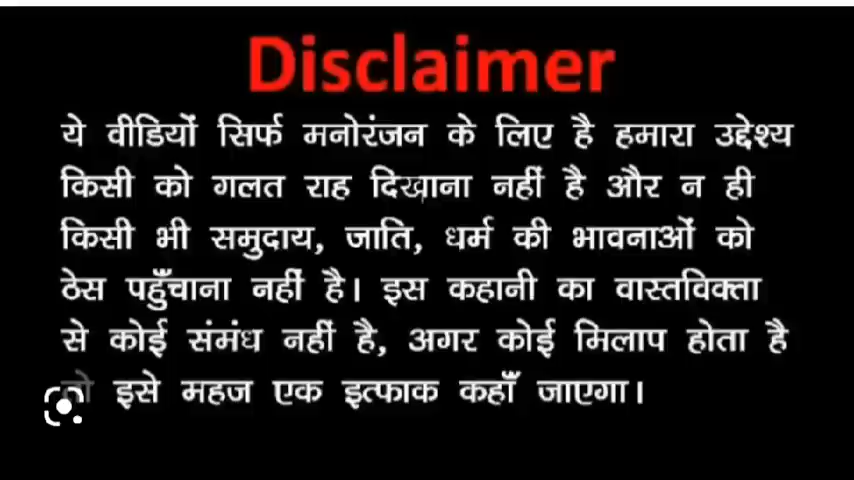 Disclaimer
ये वीडियों सिर्फ मनोरंजन के लिए है हमारा उद्देश्य
किसी को गलत राह दिखाना नहीं है और न ही
किसी भी समुदाय, जाति, धर्म की भावनाओं को
ठेस पहुँचाना नहीं है। इस कहानी का वास्तविक्ता
से कोई संमंध नहीं है, अगर कोई मिलाप होता है
तो इसे महज एक इत्फाक कहाँ जाएगा।